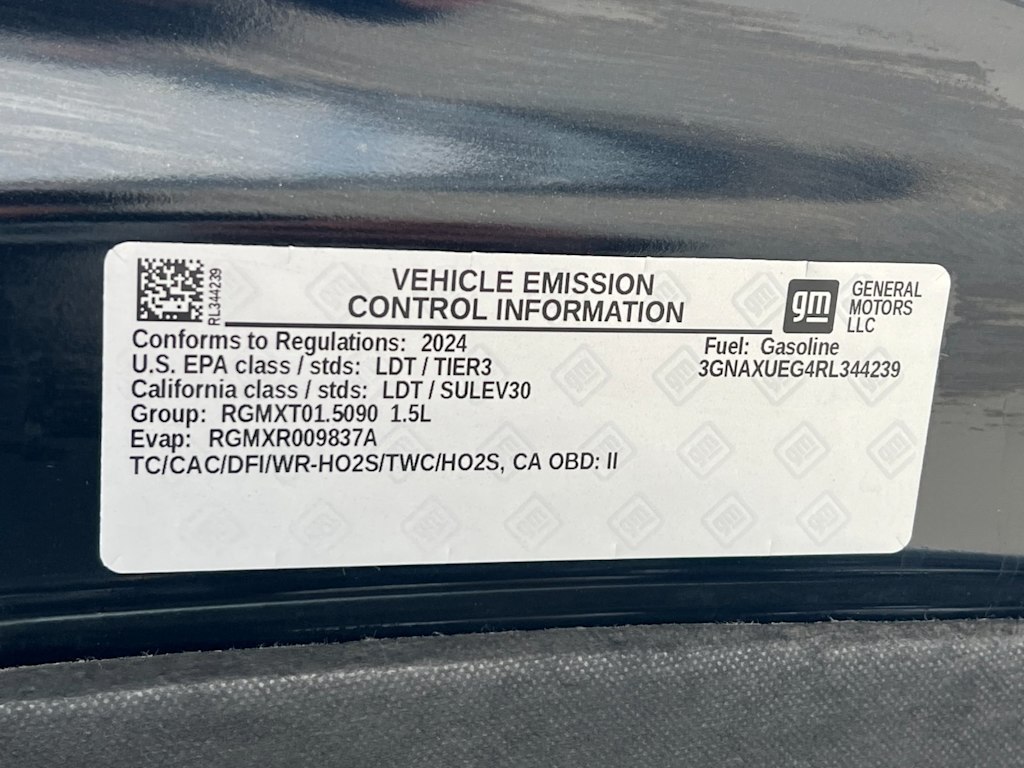 RL344239
VEHICLE EMISSION
CONTROL INFORMATION
gm
GENERAL
MOTORS
LLC
Conforms to Regulations: 2024
Fuel: Gasoline
U.S. EPA class / stds: LDT / TIER3
3GNAXUEG4RL344239
California class / stds: LDT / SULEV30
Group: RGMXT01.5090 1.5L
Evap: RGMXR009837A
TC/CAC/DFI/WR-HO2S/TWC/HO2S, CA OBD: II